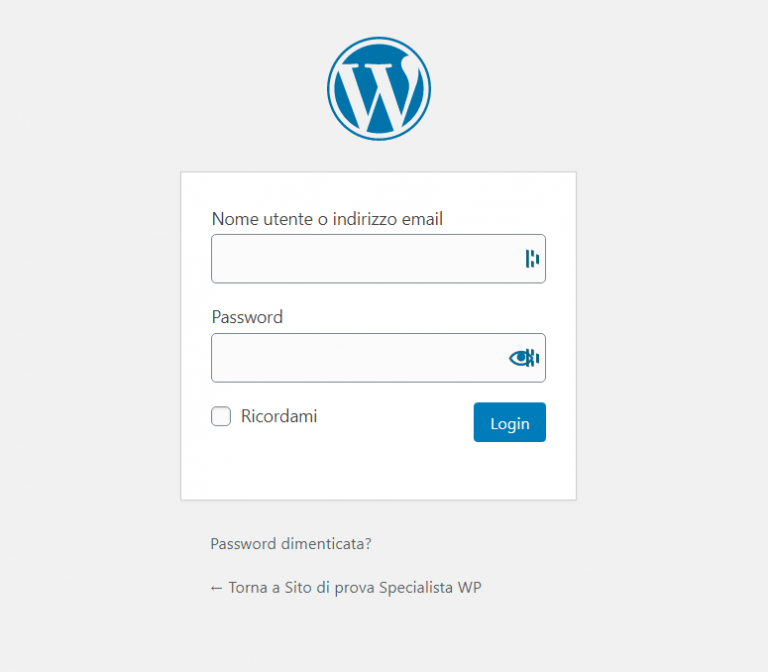 Nome utente o indirizzo email
Password
Ricordami
Login
Password dimenticata?
← Torna a Sito di prova Specialista WP